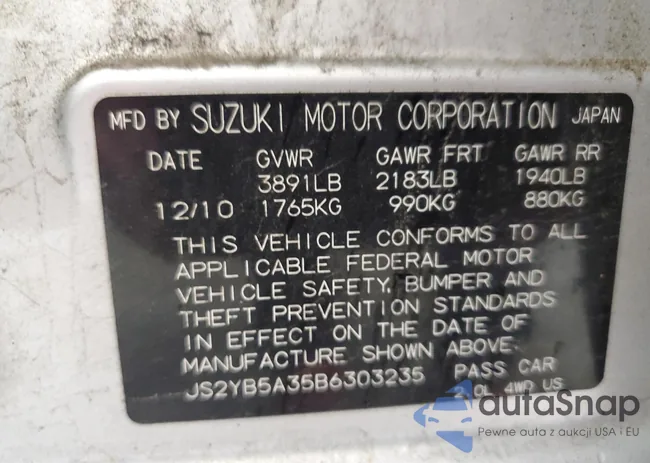 MFD BY SUZUKI MOTOR CORPORATION JAPAN
DATE GVWR GAWR FRT GAWR RR
3891LB 2183LB 1940LB
12/10 1765KG 990KG 880KG
THIS VEHICLE CONFORMS TO ALL
APPLICABLE FEDERAL MOTOR
VEHICLE SAFETY, BUMPER AND
THEFT PREVENTION STANDARDS
IN EFFECT ON THE DATE OF
MANUFACTURE SHOWN ABOVE.
JS2YB5A35B6303235 PASS CAR
2.0L 4WD US
autoSnap
Pewne auta z aukcji USA i EU